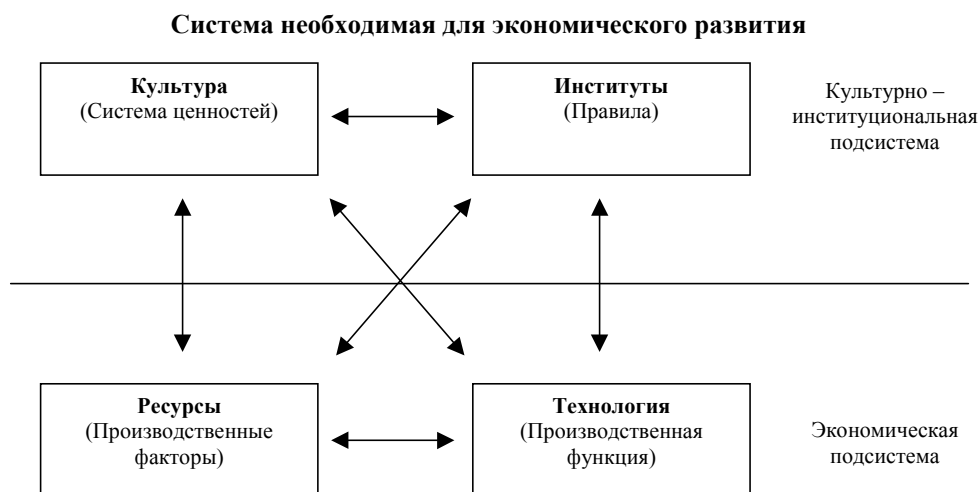 Система необходимая для экономического развития
Культура
(Система ценностей)
Институты
(Правила)
Культурно –
институциональная
подсистема
Ресурсы
(Производственные
факторы)
Технология
(Производственная
функция)
Экономическая
подсистема